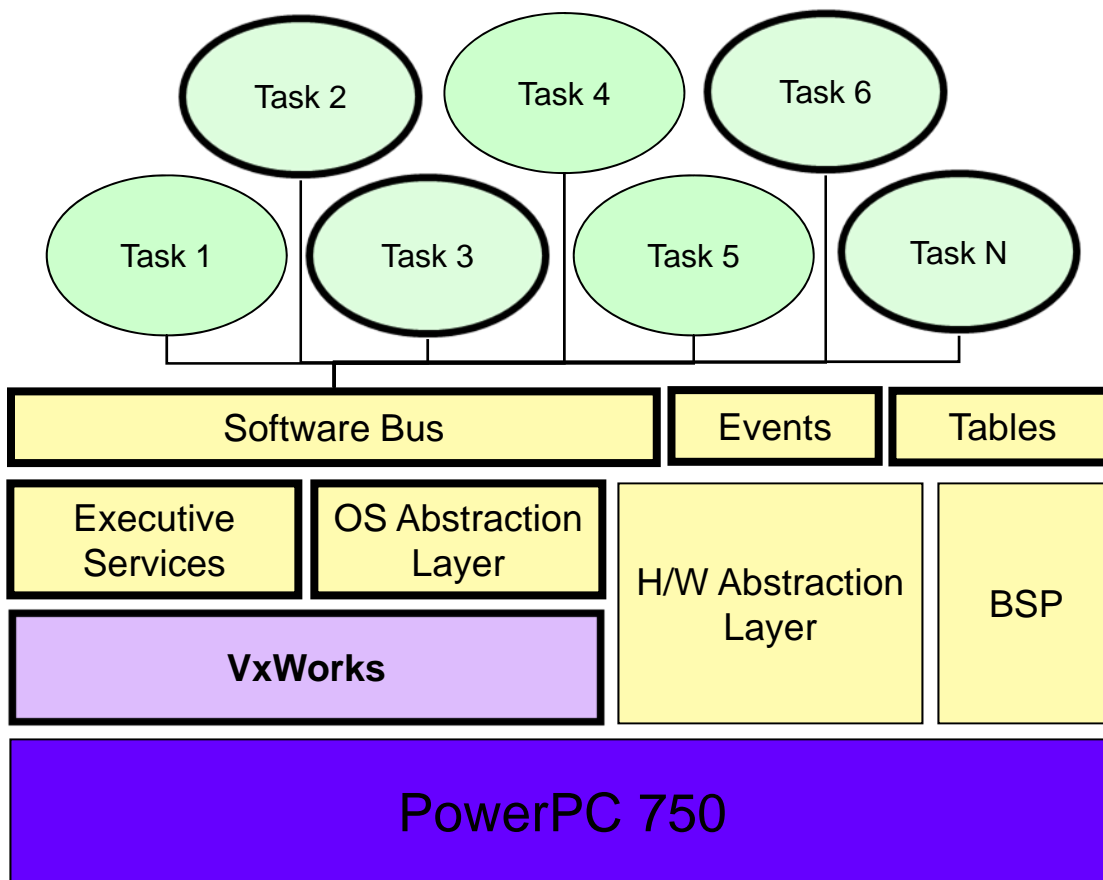 Task 2
Task 4
Task 6
Task 1
Task 3
Task 5
Task N
Software Bus
Events
Tables
Executive
Services
OS Abstraction
Layer
H/W Abstraction
Layer
BSP
VxWorks
PowerPC 750